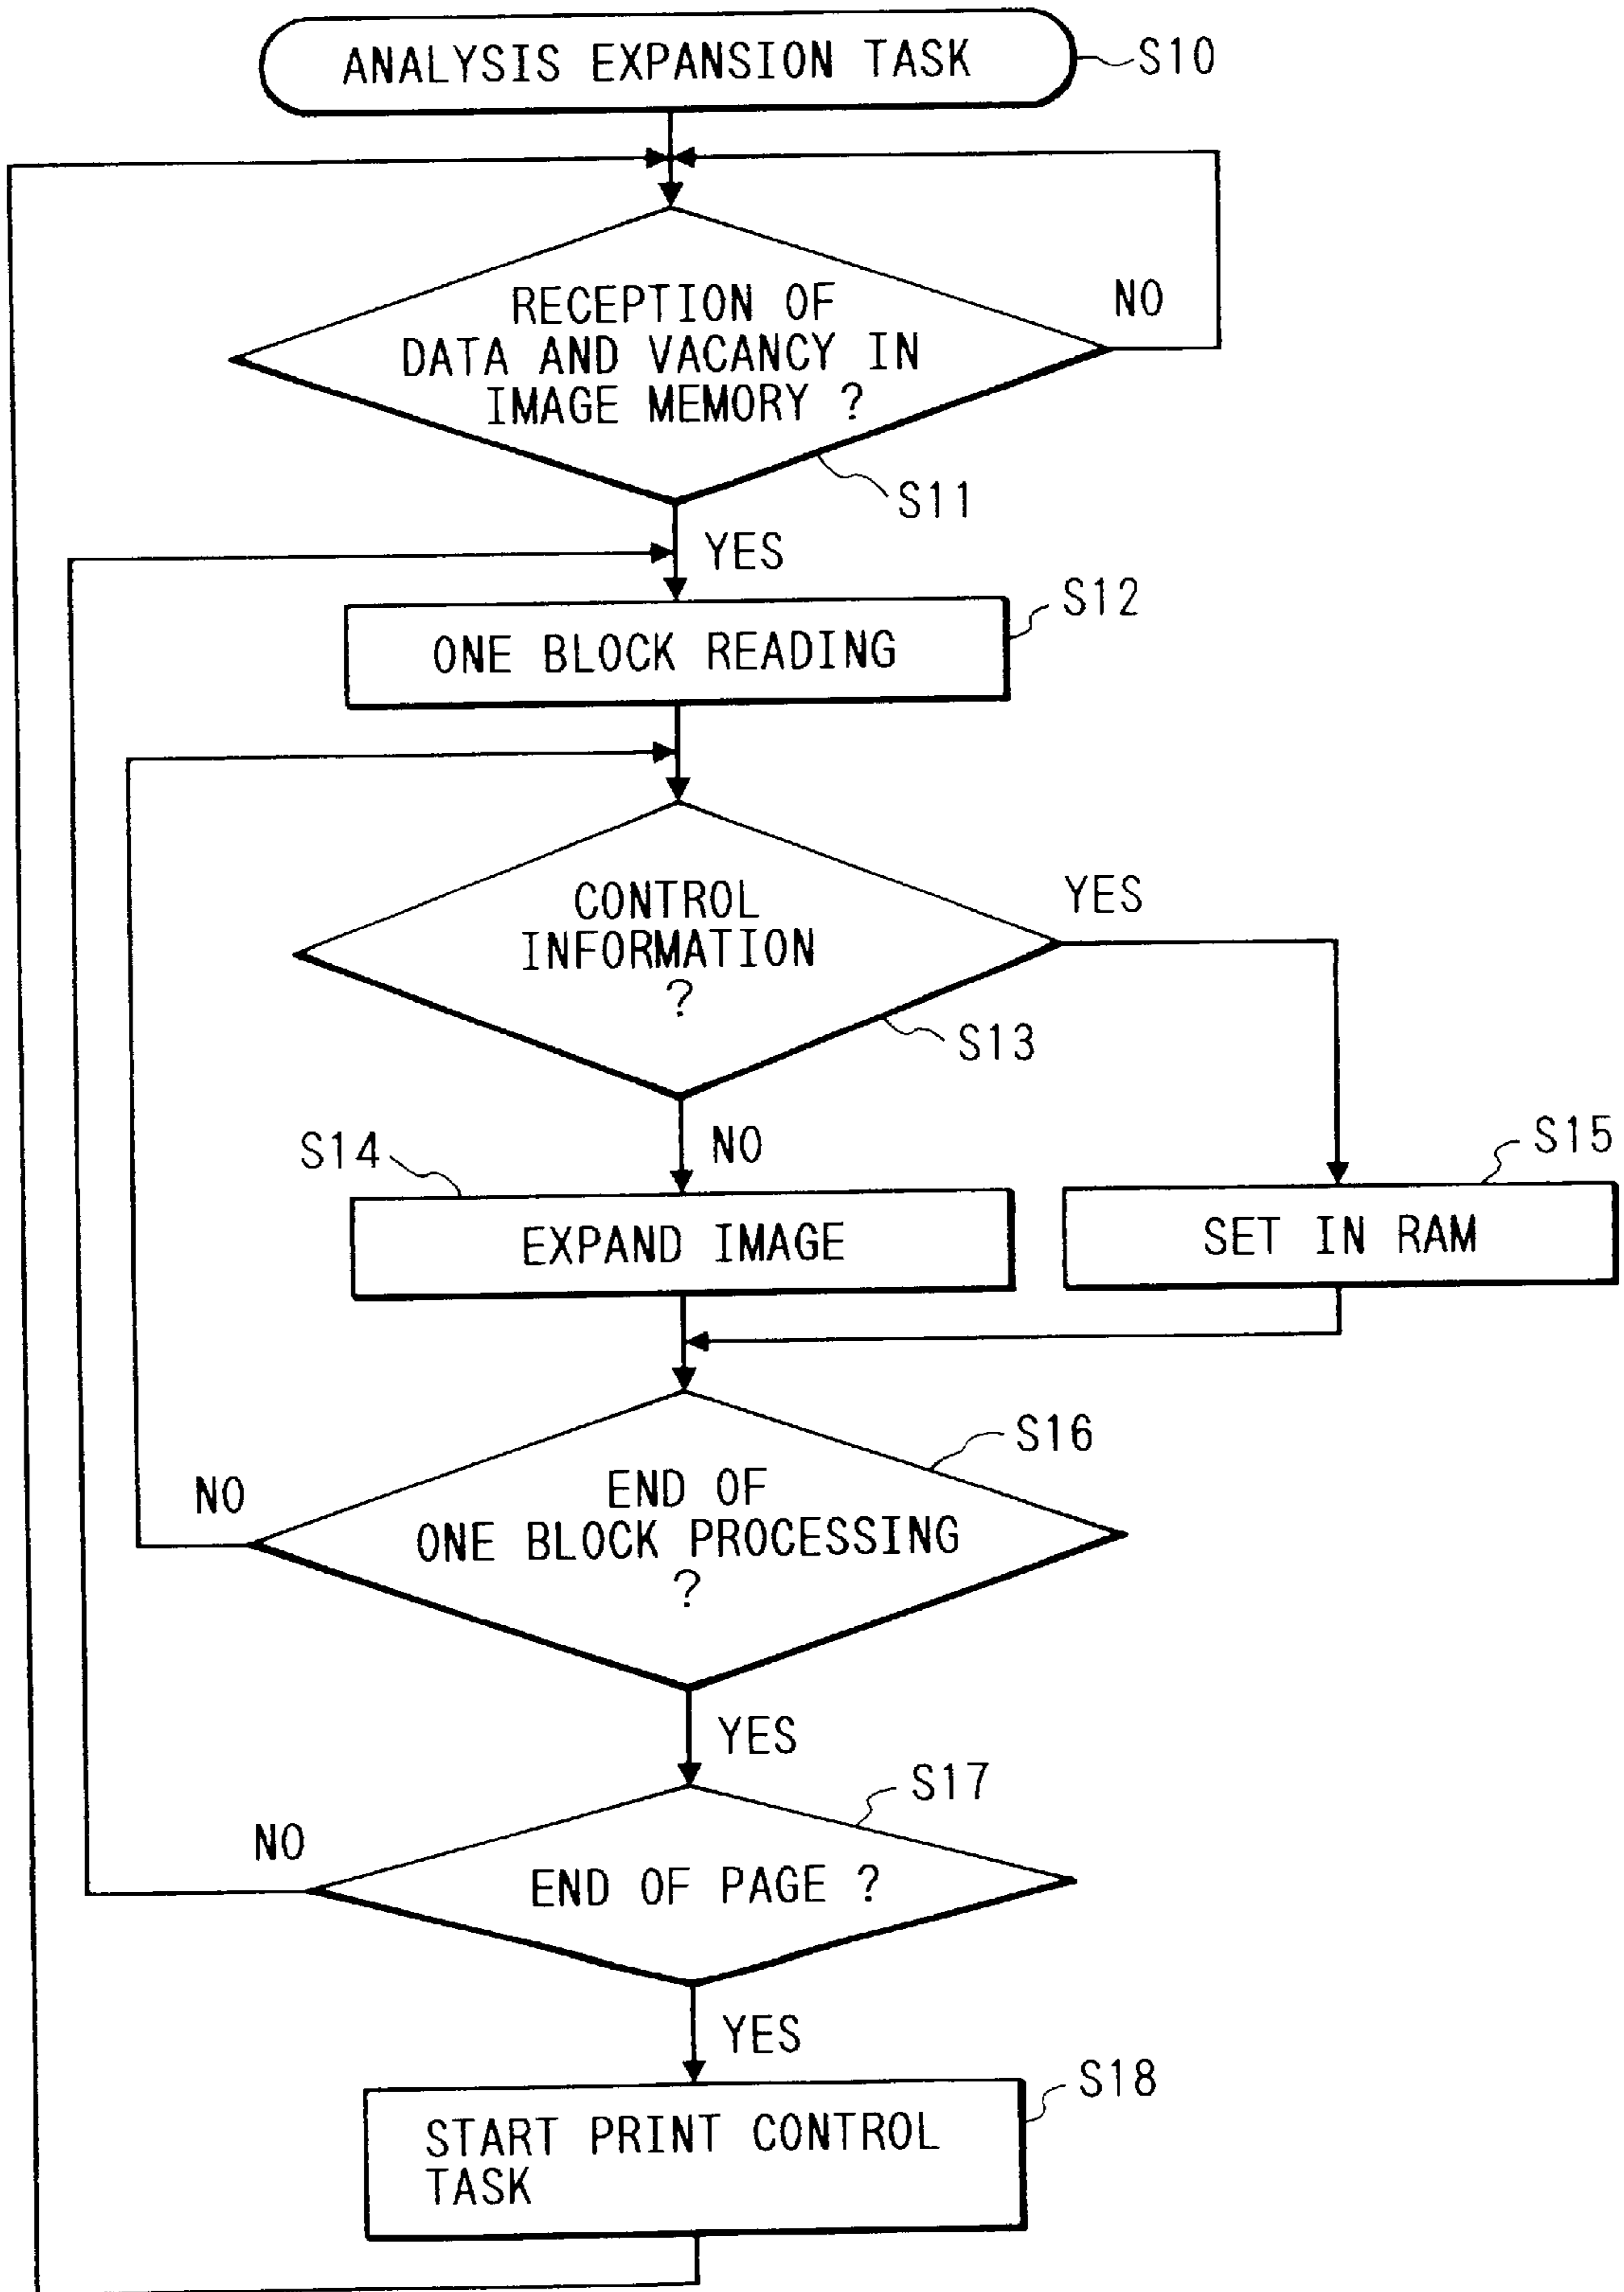 ANALYSIS EXPANSION TASK
S10
RECEPTION OF
DATA AND VACANCY IN
IMAGE MEMORY ?
NO
S11
YES
S12
ONE BLOCK READING
CONTROL
INFORMATION
?
YES
S13
NO
S14
S15
EXPAND IMAGE
SET IN RAM
S16
END OF
ONE BLOCK PROCESSING
?
NO
YES
S17
NO
END OF PAGE ?
YES
S18
START PRINT CONTROL
TASK